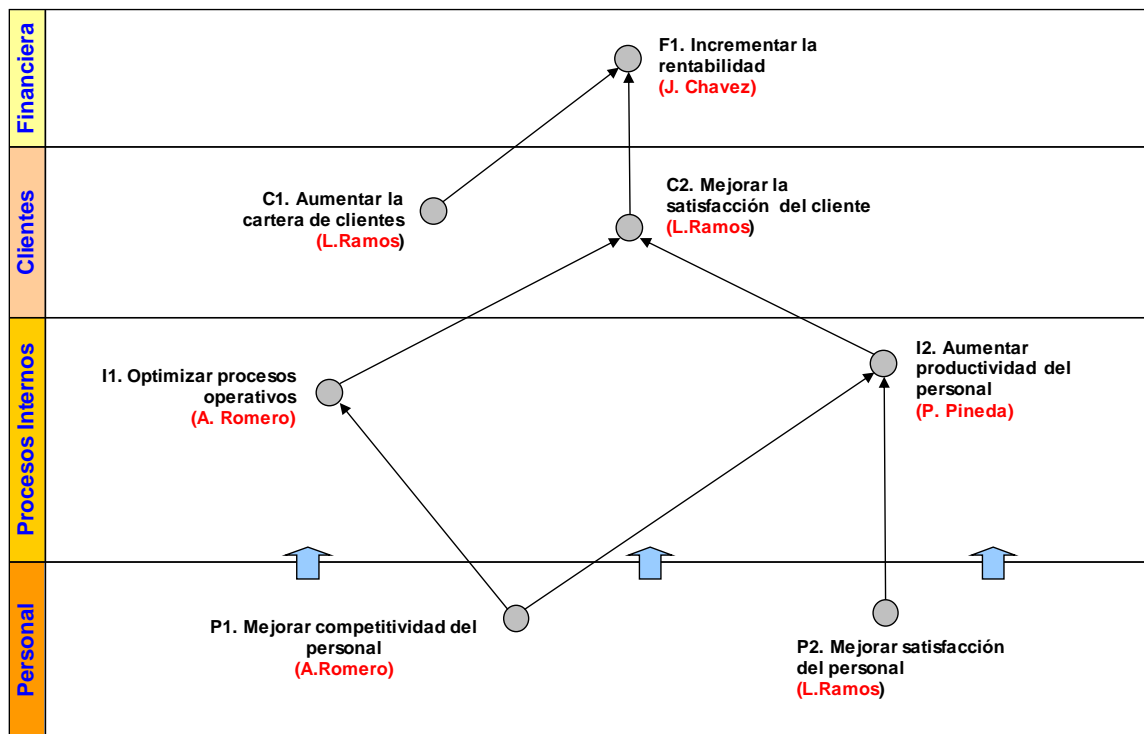 Financiera
F1. Incrementar la
rentabilidad
(J. Chavez)
Clientes
C1. Aumentar la
cartera de clientes
(L.Ramos)
C2. Mejorar la
satisfacción del cliente
(L.Ramos)
Procesos Internos
I1. Optimizar procesos
operativos
(A. Romero)
I2. Aumentar
productividad del
personal
(P. Pineda)
Personal
P1. Mejorar competitividad del
personal
(A.Romero)
P2. Mejorar satisfacción
del personal
(L.Ramos)